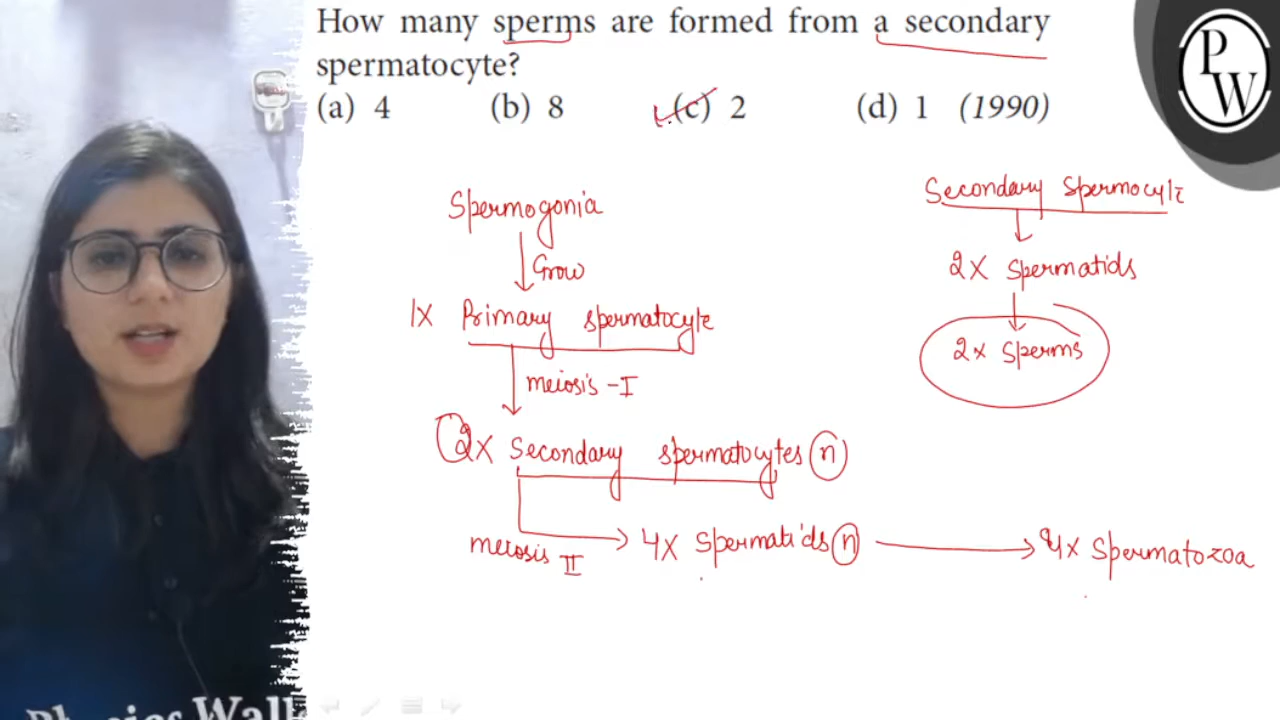 How many sperms are formed from a secondary
spermatocyte?
(a) 4 (b) 8 (c) 2 (d) 1 (1990)
P
W
Spermogonia
Grow
1X Primary spermatocyte
meiosis - I
2X Secondary spermatocytes n
meiosis II
4X Spermatids n
4X Spermatozoa
Secondary Spermocyte
2X Spermatids
2x Sperms